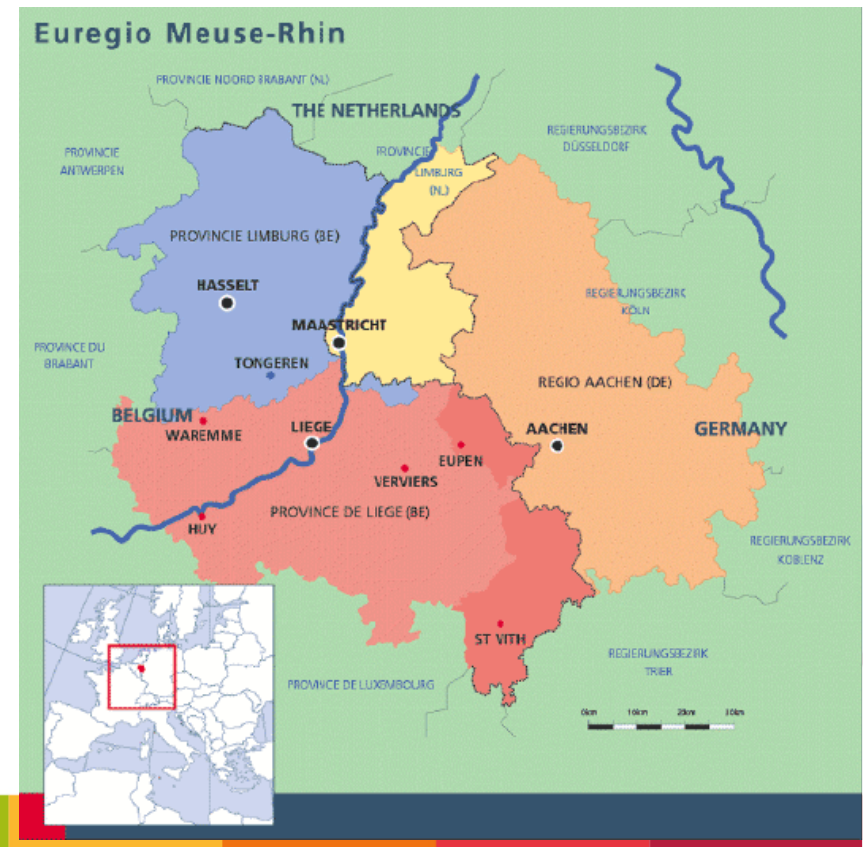 Euregio Meuse-Rhin
PROVINCIE NOORD BRABANT (NL)
THE NETHERLANDS
REGIERUNGSBEZIRK
DÜSSELDORF
PROVINCIE
ANTWERPEN
PROVINCIE
LIMBURG
(NL)
PROVINCIE LIMBURG (BE)
HASSELT
REGIERUNGSBEZIRK
KÖLN
MAASTRICHT
PROVINCE DU
BRABANT
TONGEREN
REGIO AACHEN (DE)
BELGIUM
WAREMME
LIEGE
AACHEN
GERMANY
EUPEN
VERVIERS
HUY
PROVINCE DE LIEGE (BE)
REGIERUNGSBEZIRK
KOBLENZ
ST VITH
REGIERUNGSBEZIRK
TRIER
PROVINCE DE LUXEMBOURG
0km